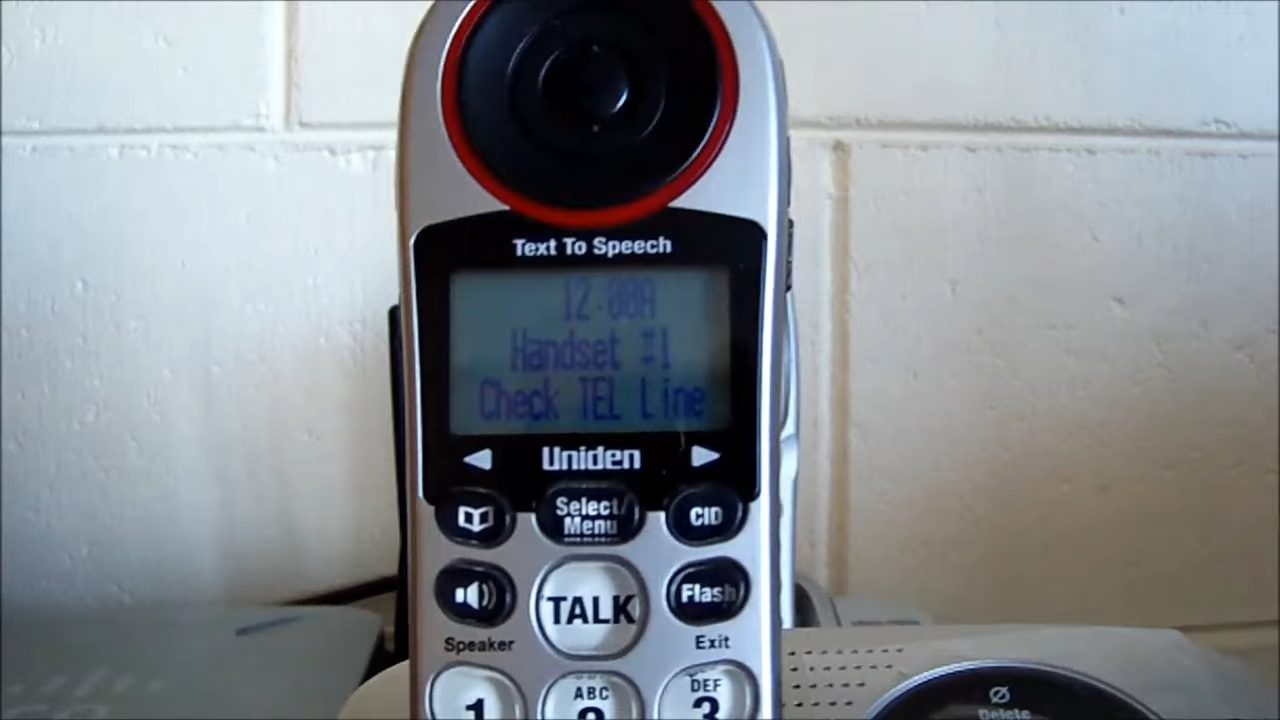 Text To Speech
12:00A
Handset #1
Check TEL Line
Uniden
Select/
Menu
CID
TALK
Flash
Speaker
Exit
1
ABC
2
DEF
3
Delete